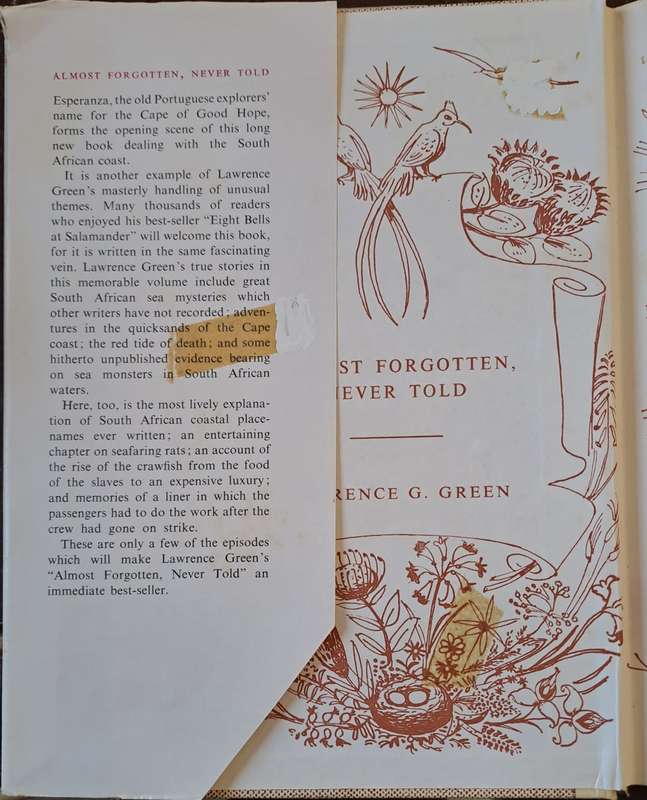 ALMOST FORGOTTEN, NEVER TOLD
Esperanza, the old Portuguese explorers'
name for the Cape of Good Hope,
forms the opening scene of this long
new book dealing with the South
African coast.
It is another example of Lawrence
Green's masterly handling of unusual
themes. Many thousands of readers
who enjoyed his best-seller "Eight Bells
at Salamander" will welcome this book,
for it is written in the same fascinating
vein. Lawrence Green's true stories in
this memorable volume include great
South African sea mysteries which
other writers have not recorded; adven-
tures in the quicksands of the Cape
coast; the red tide of death; and some
hitherto unpublished evidence bearing
on sea monsters in South African
waters.
Here, too, is the most lively explana-
tion of South African coastal place-
names ever written; an entertaining
chapter on seafaring rats; an account of
the rise of the crawfish from the food
of the slaves to an expensive luxury;
and memories of a liner in which the
passengers had to do the work after the
crew had gone on strike.
These are only a few of the episodes
which will make Lawrence Green's
"Almost Forgotten, Never Told" an
immediate best-seller.
ST FORGOTTEN,
EVER TOLD
RENCE G. GREEN